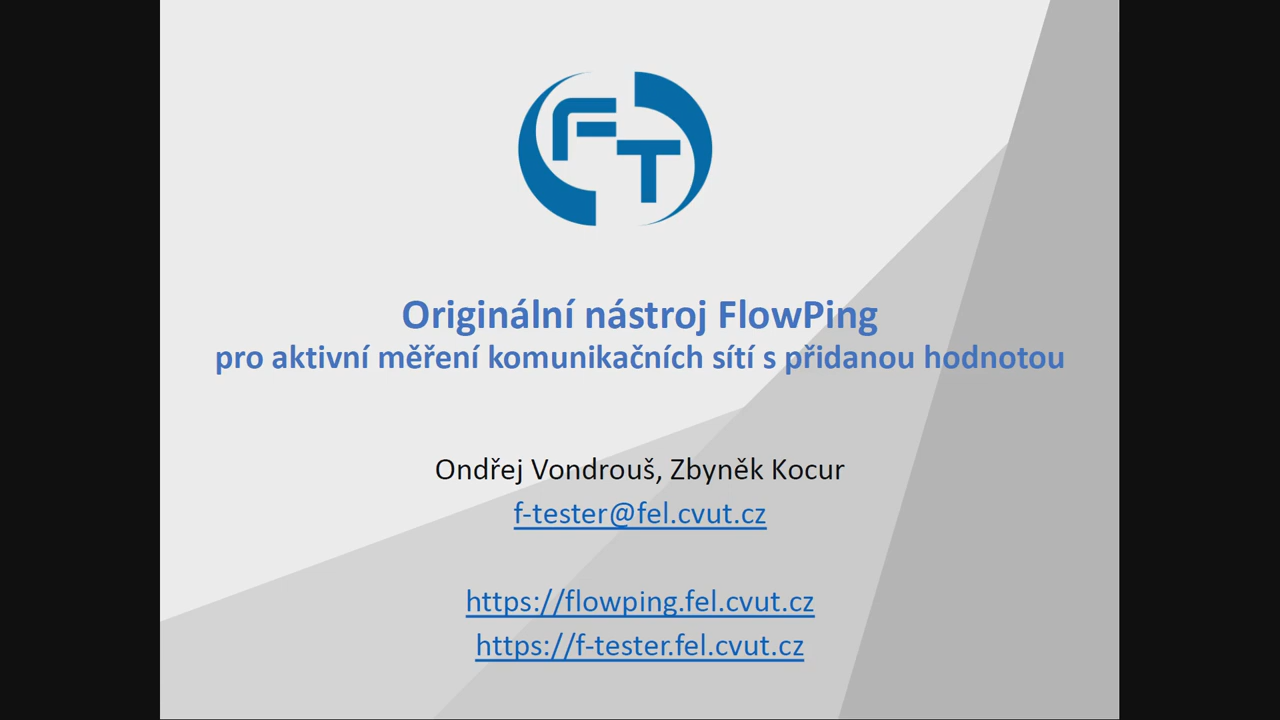 FT
Originální nástroj FlowPing
pro aktivní měření komunikačních sítí s přidanou hodnotou
Ondřej Vondrouš, Zbyněk Kocur
f-tester@fel.cvut.cz
https://flowping.fel.cvut.cz
https://f-tester.fel.cvut.cz